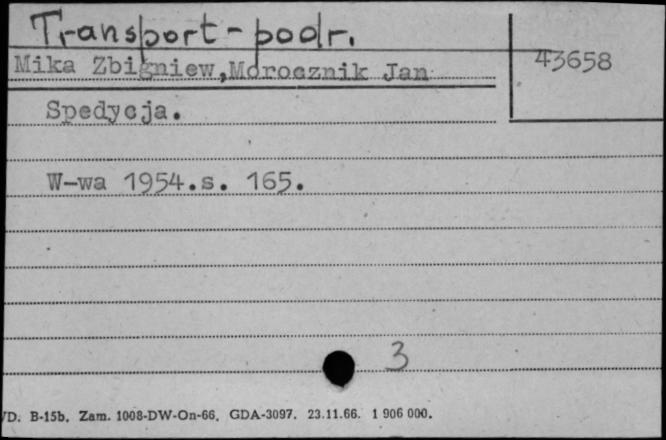 Transport - podr.
Mika Zbigniew, Mroocznik Jan
43658
Spedycja.
W-wa 1954.s. 165.
3
D. B-15b. Zam. 1008-DW-On-66. GDA-3097. 23.11.66. 1 906 000.